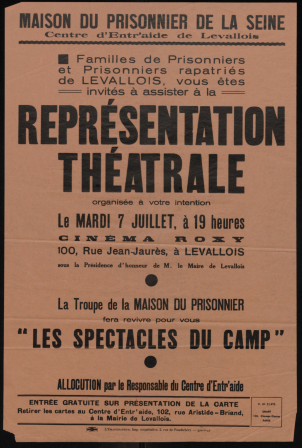 MAISON DU PRISONNIER DE LA SEINE
Centre d'Entr'aide de Levallois
Familles de Prisonniers
et Prisonniers rapatriés
de LEVALLOIS, vous êtes
invités à assister à la
REPRÉSENTATION
THÉATRALE
organisée à votre intention
Le MARDI 7 JUILLET, à 19 heures
CINÉMA ROXY
100, Rue Jean-Jaurès, à LEVALLOIS
sous la Présidence d'honneur de M. le Maire de Levallois
La Troupe de la MAISON DU PRISONNIER
fera revivre pour vous
"LES SPECTACLES DU CAMP"
ALLOCUTION par le Responsable du Centre d'Entr'aide
ENTRÉE GRATUITE SUR PRÉSENTATION DE LA CARTE
Retirer les cartes au Centre d'Entr'aide, 102, rue Aristide-Briand,
à la Mairie de Levallois.